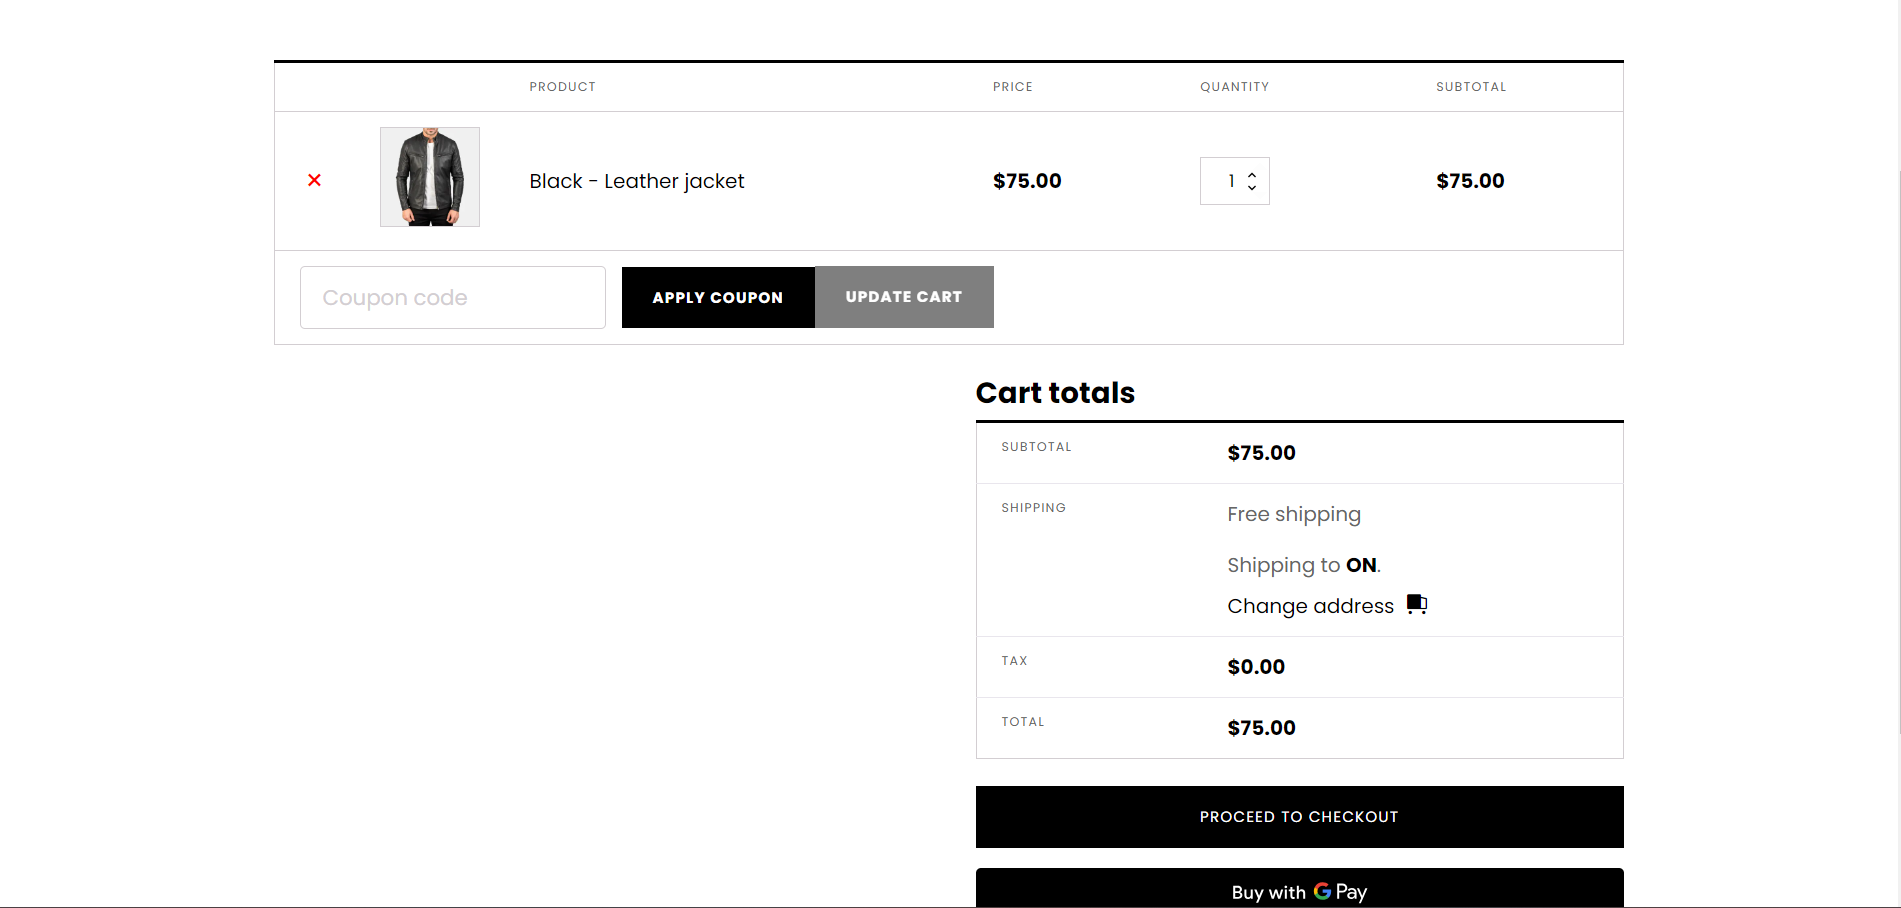 PRODUCT PRICE QUANTITY SUBTOTAL
Black - Leather jacket $75.00 1 $75.00
Coupon code APPLY COUPON UPDATE CART
Cart totals
SUBTOTAL $75.00
SHIPPING Free shipping
Shipping to ON.
Change address
TAX $0.00
TOTAL $75.00
PROCEED TO CHECKOUT
Buy with G Pay